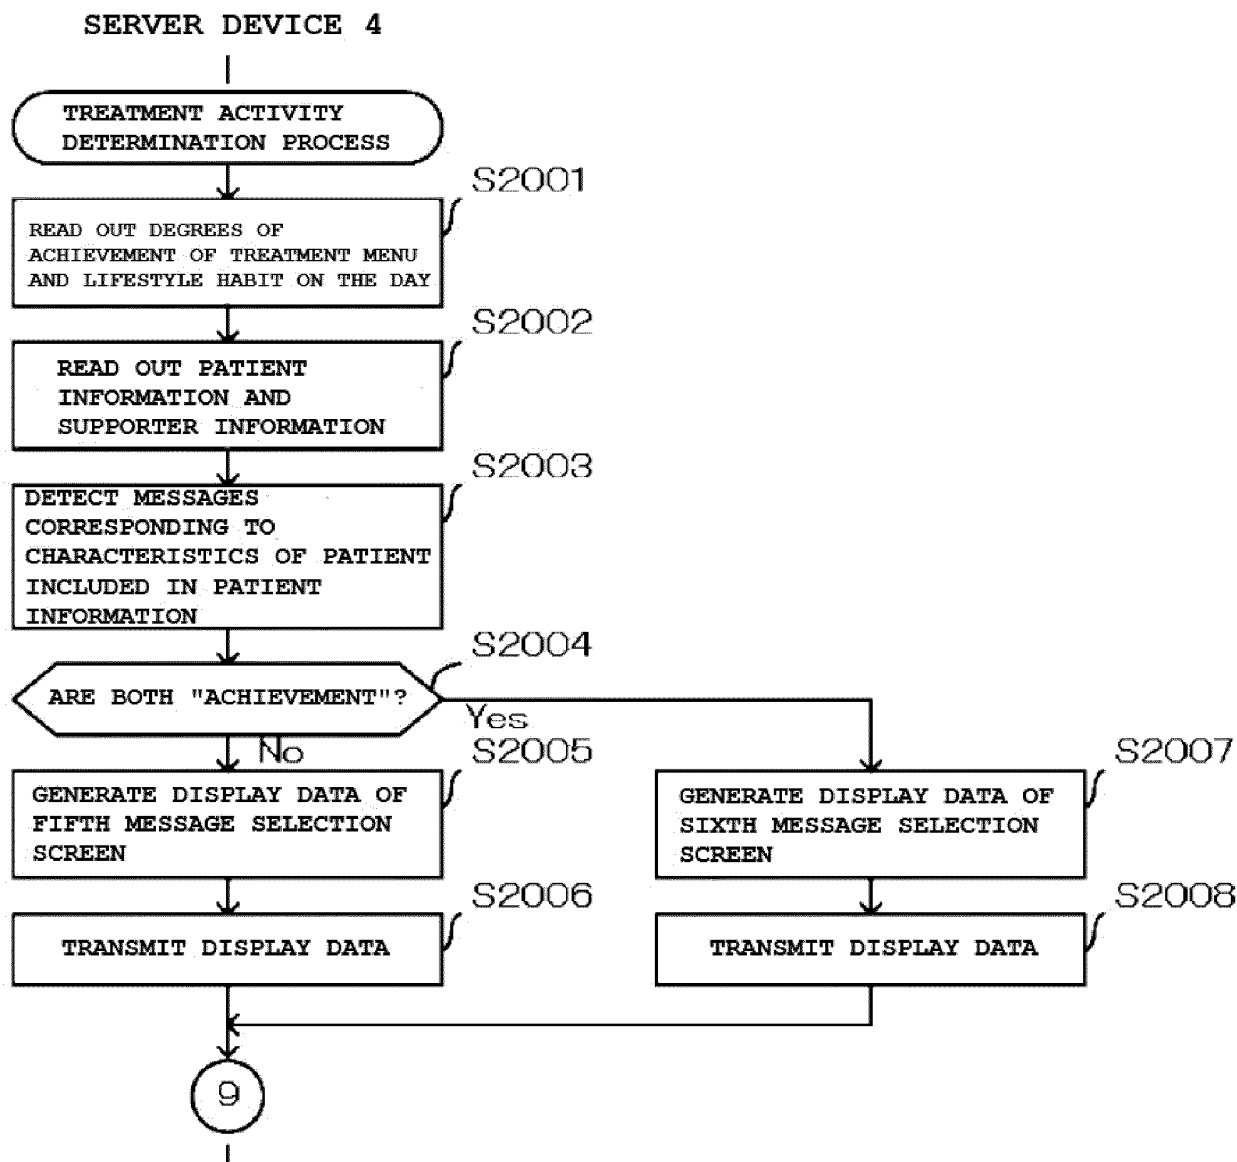 SERVER DEVICE 4
TREATMENT ACTIVITY
DETERMINATION PROCESS
S2001
READ OUT DEGREES OF
ACHIEVEMENT OF TREATMENT MENU
AND LIFESTYLE HABIT ON THE DAY
S2002
READ OUT PATIENT
INFORMATION AND
SUPPORTER INFORMATION
S2003
DETECT MESSAGES
CORRESPONDING TO
CHARACTERISTICS OF PATIENT
INCLUDED IN PATIENT
INFORMATION
S2004
ARE BOTH "ACHIEVEMENT"?
Yes
No
S2005
GENERATE DISPLAY DATA OF
FIFTH MESSAGE SELECTION
SCREEN
S2007
GENERATE DISPLAY DATA OF
SIXTH MESSAGE SELECTION
SCREEN
S2006
TRANSMIT DISPLAY DATA
S2008
TRANSMIT DISPLAY DATA
9